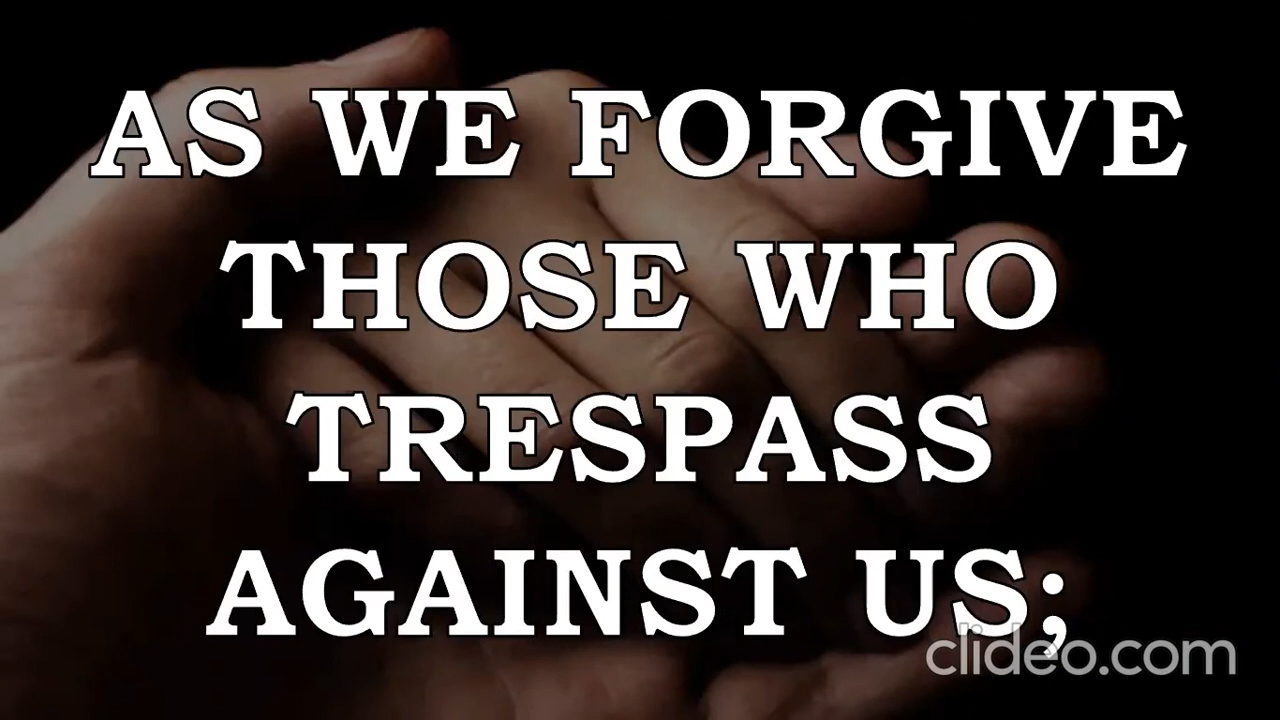 AS WE FORGIVE
THOSE WHO
TRESPASS
AGAINST US;
clideo.com